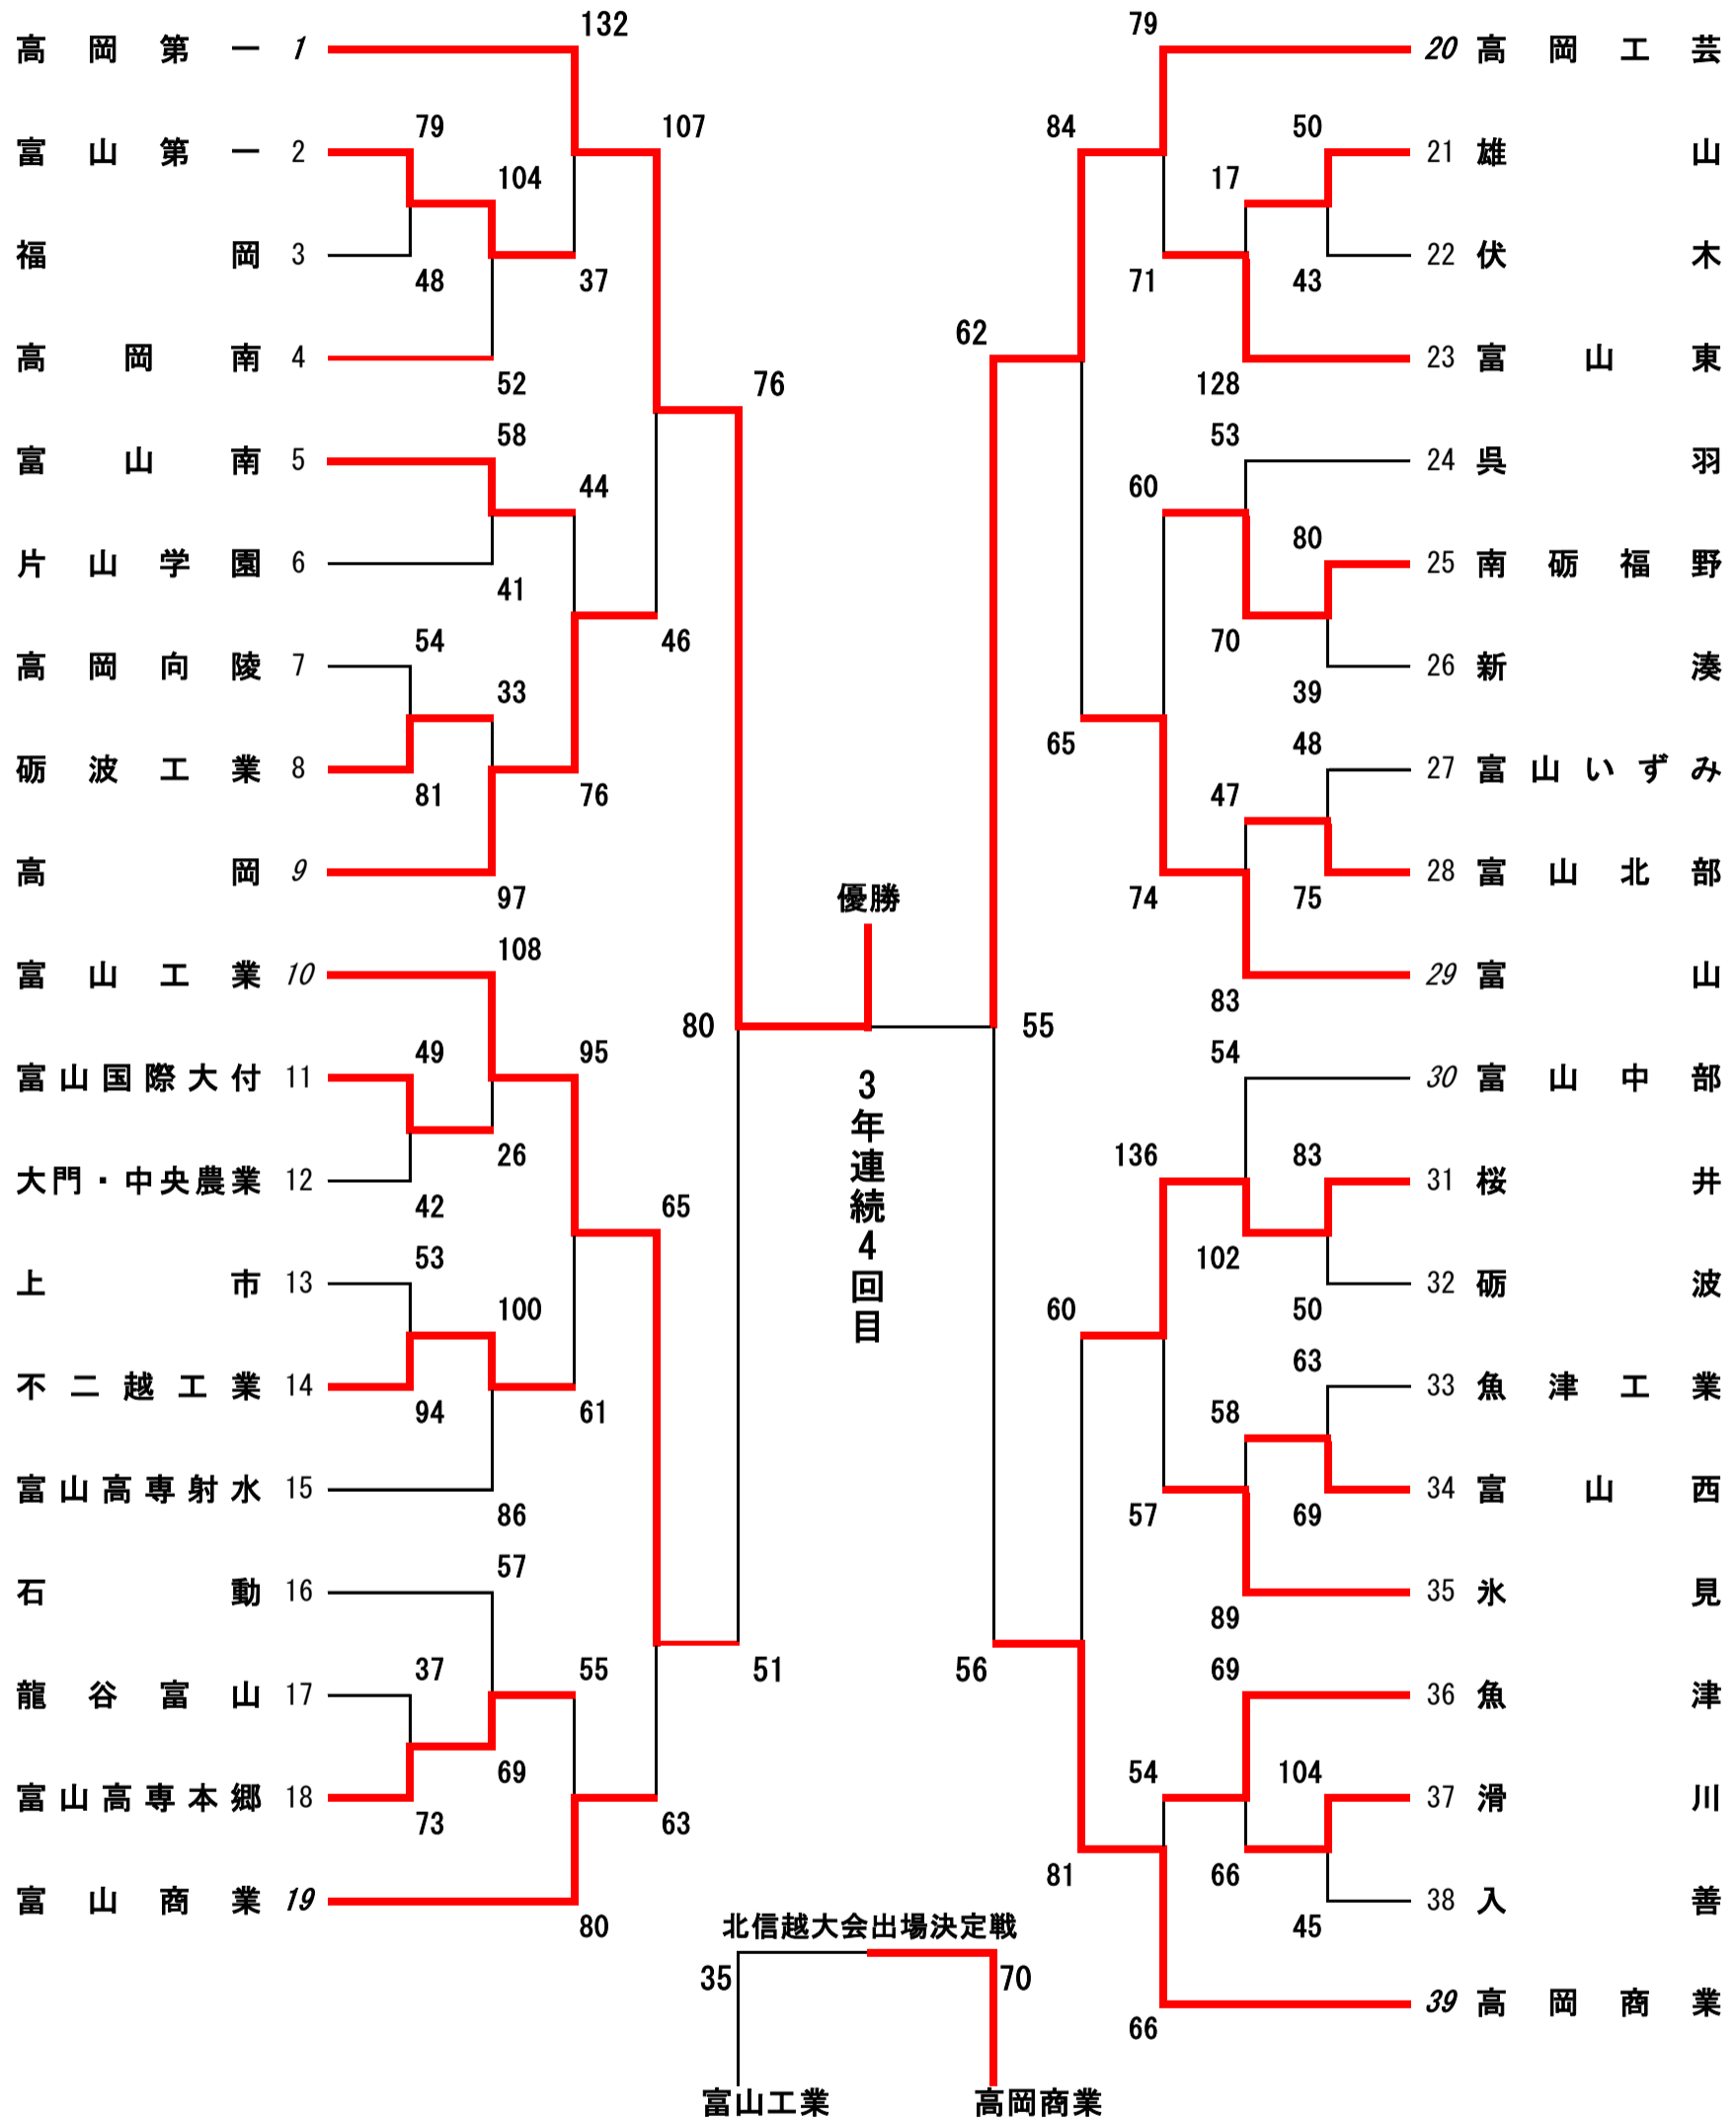 132
高岡第一 1
79
富山第一 2
104
107
福岡 3
48
37
高岡南 4
52
76
58
富山南 5
44
片山学園 6
41
54
46
高岡向陵 7
33
砺波工業 8
81
76
高岡 9
97
108
富山工業 10
49
95
富山国際大付 11
26
大門・中央農業 12
42
65
53
上市 13
100
不二越工業 14
94
61
富山高専射水 15
86
57
石動 16
37
55
51
龍谷富山 17
69
富山高専本郷 18
73
63
富山商業 19
80
優勝
80
55
3年連続4回目
79
20 高岡工芸
84
50
21 雄山
17
22 伏木
71
43
62
23 富山東
128
53
24 呉羽
60
80
25 南砺福野
70
26 新湊
39
65
48
27 富山いずみ
47
28 富山北部
74
75
29 富山
83
54
30 富山中部
136
83
31 桜井
102
32 砺波
60
50
63
33 魚津工業
58
34 富山西
57
69
35 氷見
89
56
69
36 魚津
54
104
37 滑川
81
66
38 入善
45
39 高岡商業
66
北信越大会出場決定戦
35
70
富山工業
高岡商業